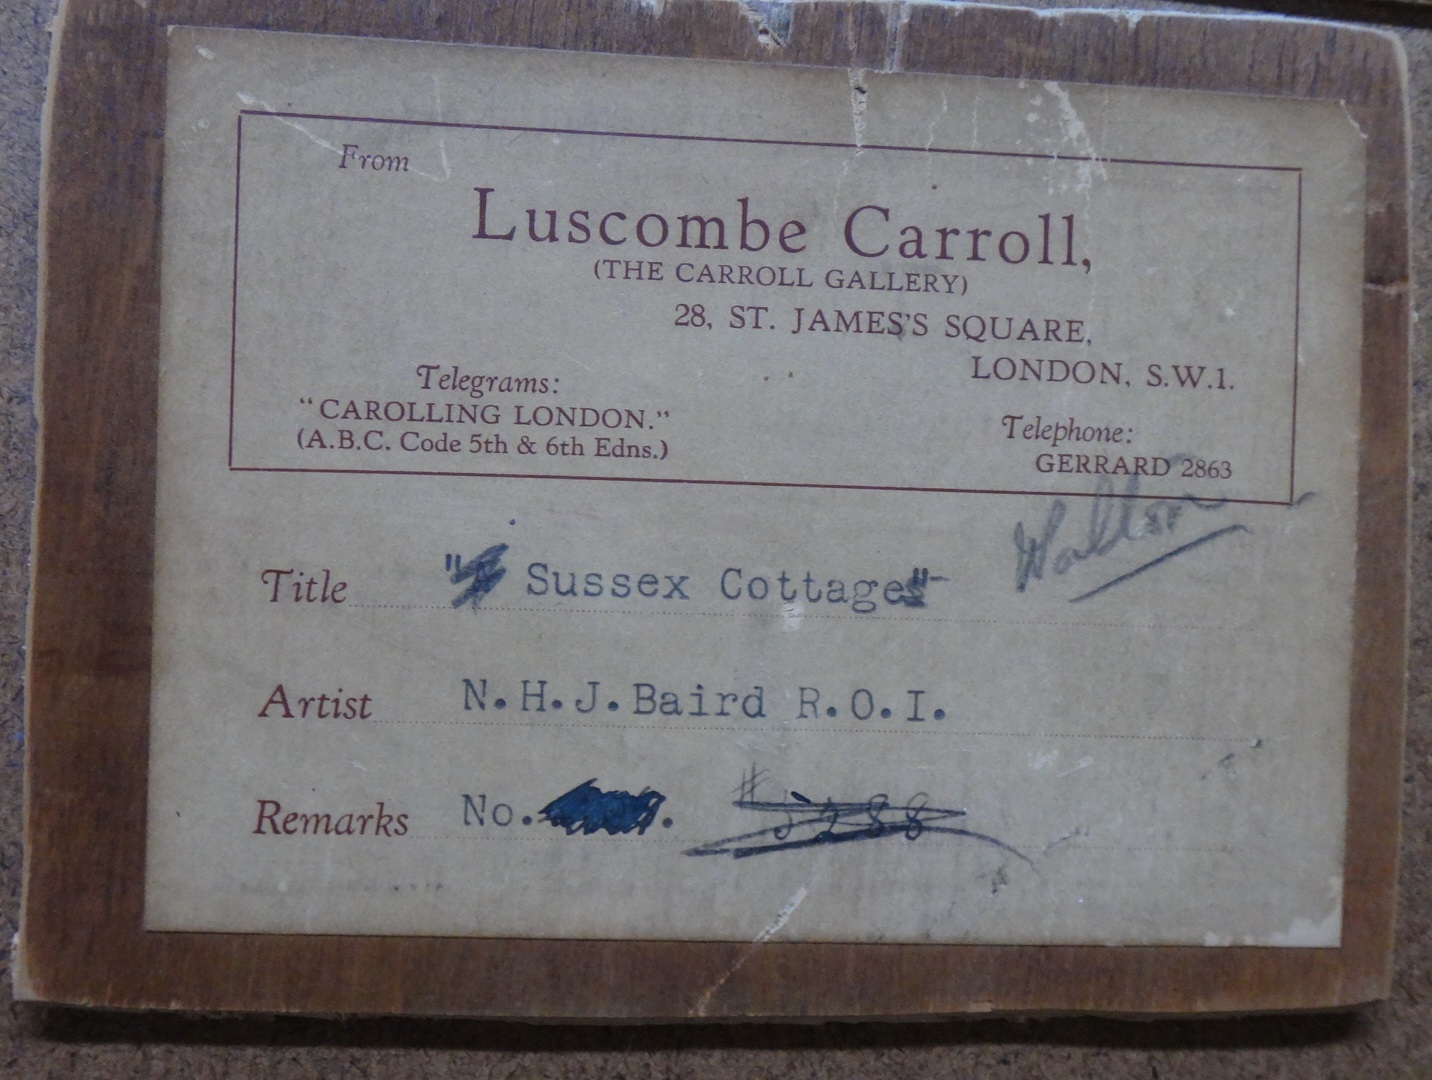 From
Luscombe Carroll,
(THE CARROLL GALLERY)
28, ST. JAMES'S SQUARE,
LONDON, S.W.1.
Telegrams:
"CAROLLING LONDON."
(A.B.C. Code 5th & 6th Edns.)
Telephone:
GERRARD 2863
Title " Sussex Cottage"
Artist N.H.J.Baird R.O.I.
Remarks No. . # 5288